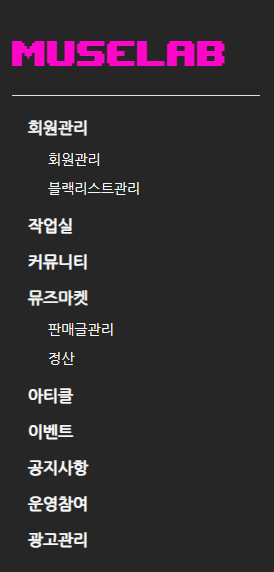 MUSELAB
회원관리
회원관리
블랙리스트관리
작업실
커뮤니티
뮤즈마켓
판매글관리
정산
아티클
이벤트
공지사항
운영참여
광고관리